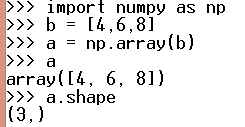 >>> import numpy as np
>>> b = [4,6,8]
>>> a = np.array(b)
>>> a
array([4, 6, 8])
>>> a.shape
(3,)